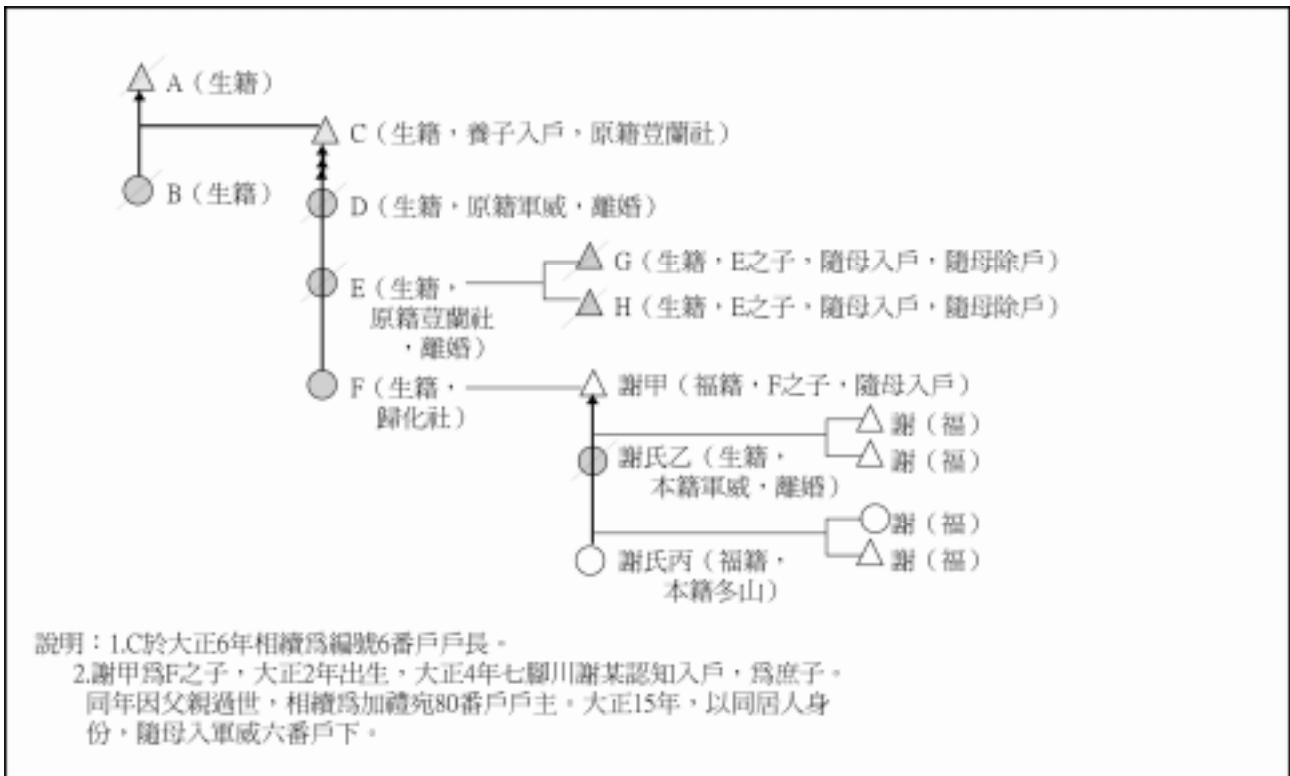 A（生籍）
C（生籍，養子入戶，原籍荳蘭社）
B（生籍）
D（生籍，原籍軍威，離婚）
G（生籍，E之子，隨母入戶，隨母除戶）
E（生籍，
原籍荳蘭社
，離婚）
H（生籍，E之子，隨母入戶，隨母除戶）
F（生籍，
歸化社）
謝甲（福籍，F之子，隨母入戶）
謝（福）
謝（福）
謝氏乙（生籍，
本籍軍威，離婚）
謝（福）
謝（福）
謝氏丙（福籍，
本籍冬山）
說明：1.C於大正6年相續為編號6番戶戶長。
2.謝甲為F之子，大正2年出生，大正4年七腳川謝某認知入戶，為庶子。
同年因父親過世，相續為加禮宛80番戶戶主。大正15年，以同居人身
份，隨母入軍威六番戶下。